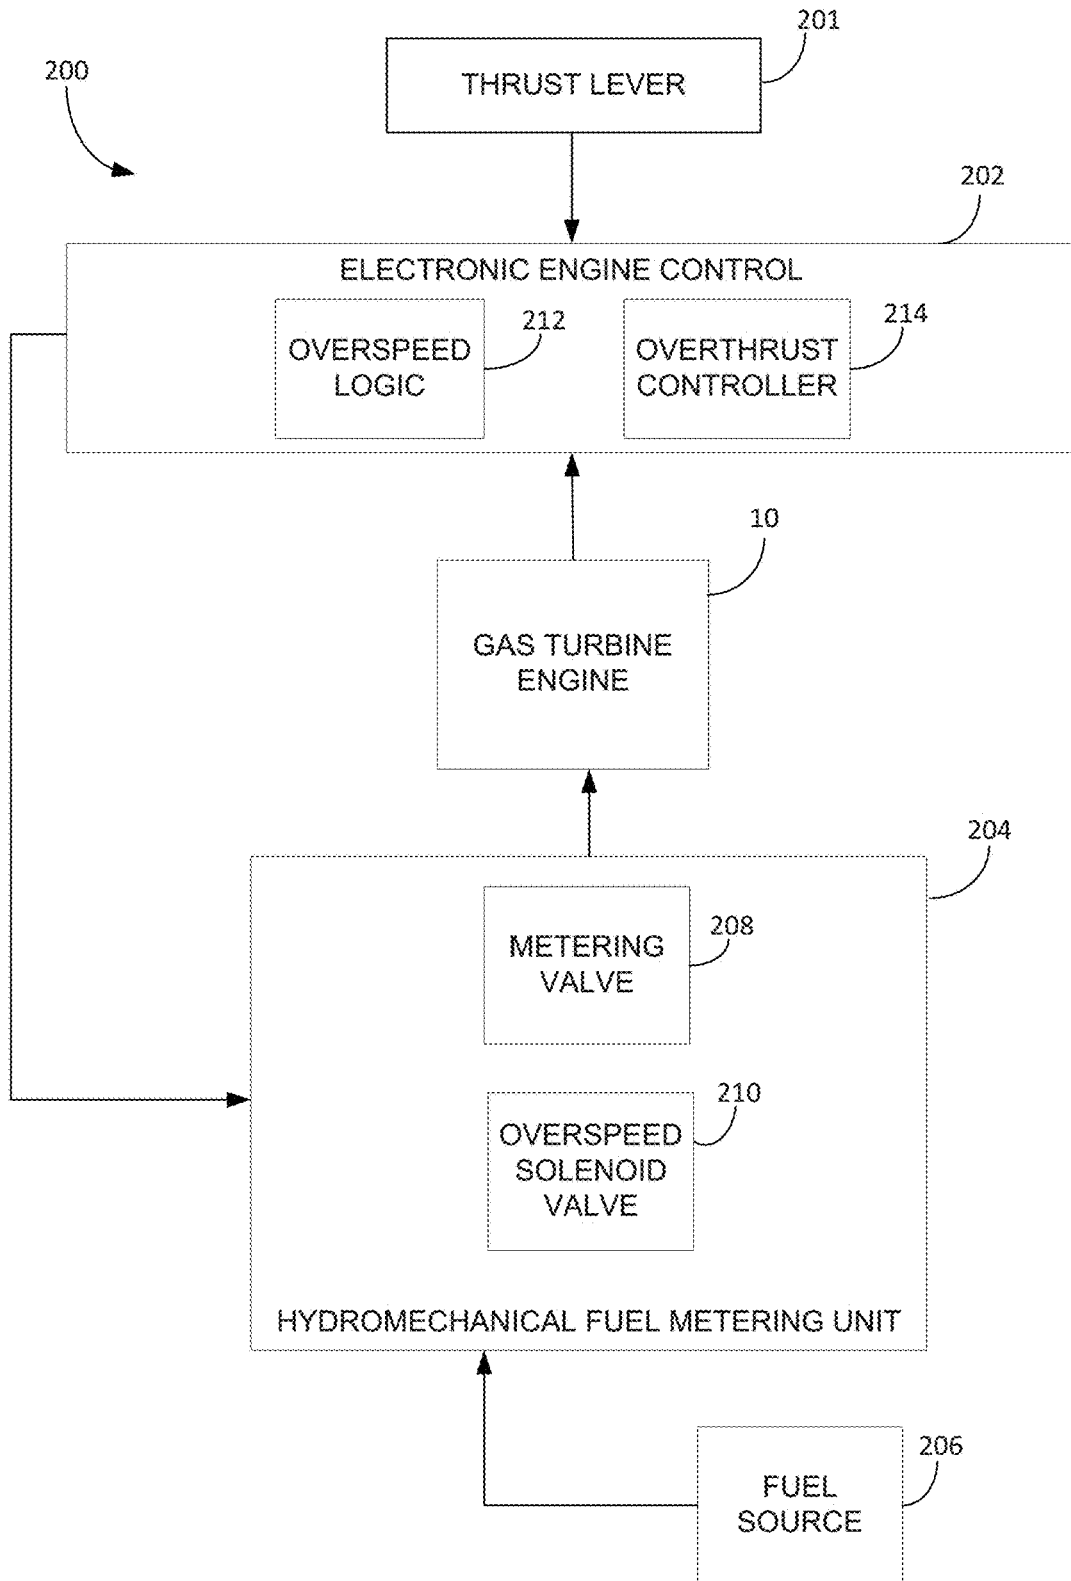 201
THRUST LEVER
200
202
ELECTRONIC ENGINE CONTROL
OVERSPEED
LOGIC
212
OVERTHRUST
CONTROLLER
214
10
GAS TURBINE
ENGINE
204
METERING
VALVE
208
210
OVERSPEED
SOLENOID
VALVE
HYDROMECHANICAL FUEL METERING UNIT
206
FUEL
SOURCE